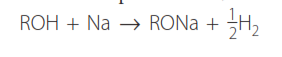 ROH + Na → RONa + ½H₂